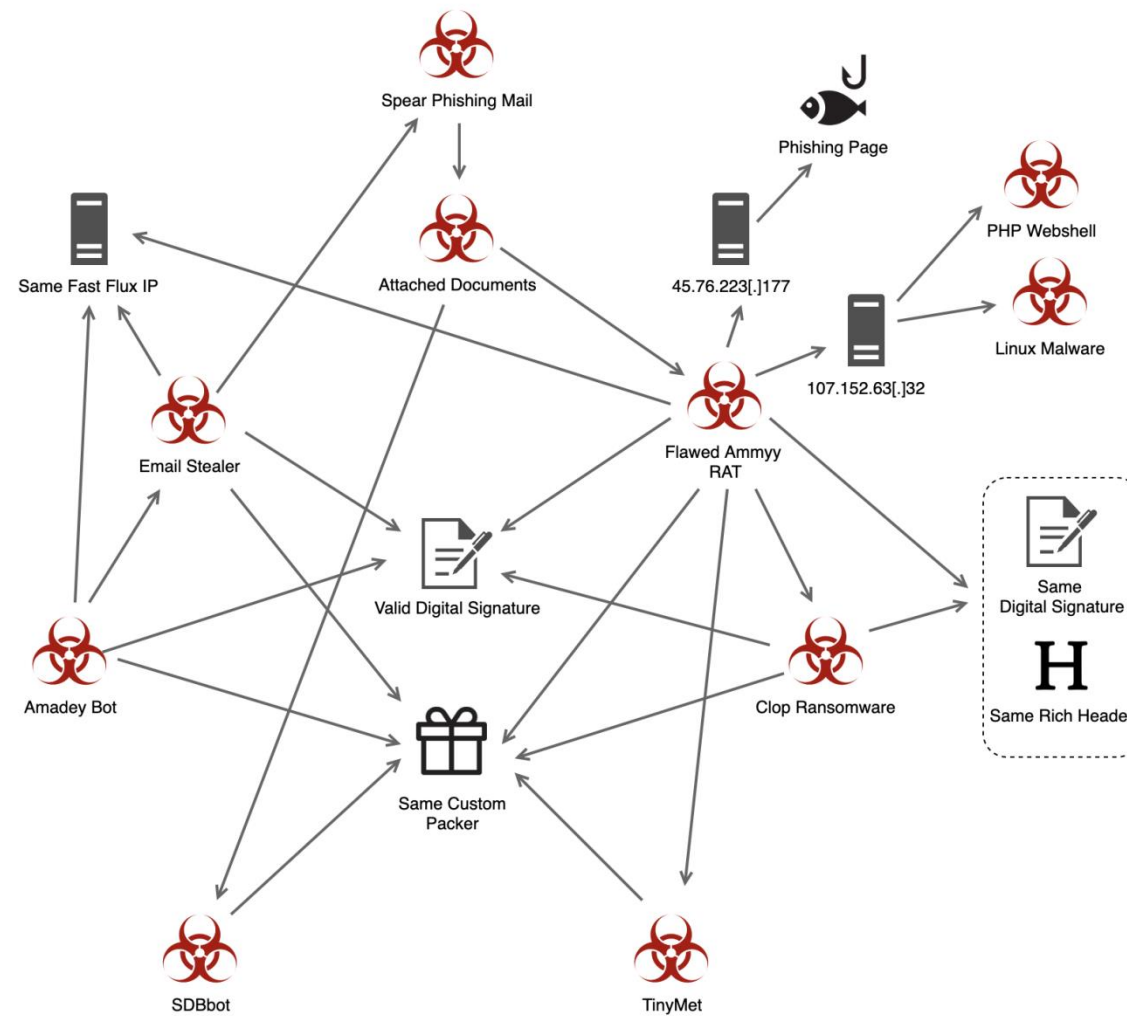 Spear Phishing Mail
Phishing Page
PHP Webshell
Same Fast Flux IP
Attached Documents
45.76.223[.]177
Linux Malware
107.152.63[.]32
Email Stealer
Flawed Ammyy
RAT
Valid Digital Signature
Same
Digital Signature
Amadey Bot
Clop Ransomware
H
Same Rich Heade
Same Custom
Packer
SDBbot
TinyMet